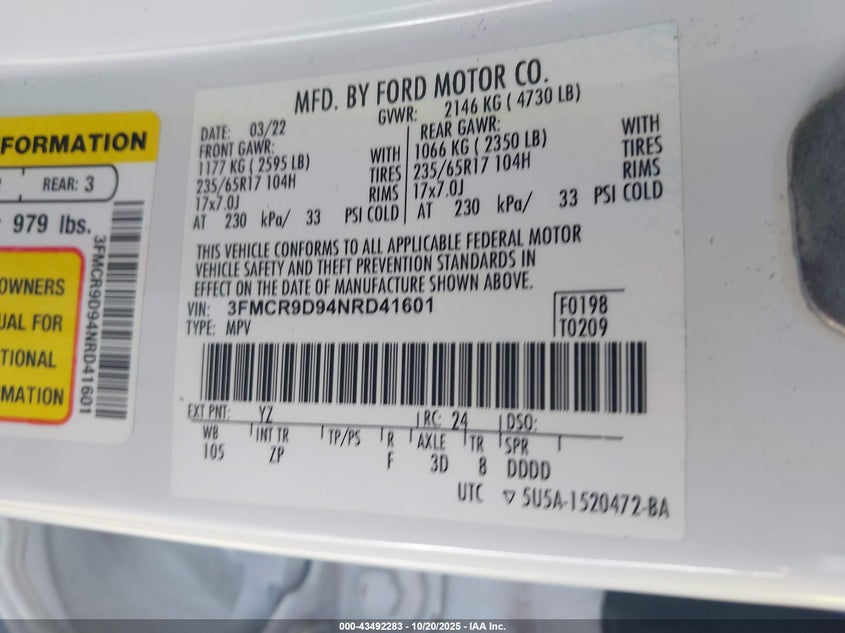 FORMATION
REAR: 3
979 lbs.
3FMCR9D94NRD41601
OWNERS
UAL FOR
TIONAL
MATION
MFD. BY FORD MOTOR CO.
DATE: 03/22 GVWR: 2146 KG ( 4730 LB)
FRONT GAWR: REAR GAWR:
1177 KG ( 2595 LB) WITH 1066 KG ( 2350 LB) WITH
235/65R17 104H TIRES 235/65R17 104H TIRES
17x7.0J RIMS 17x7.0J RIMS
AT 230 kPa/ 33 PSI COLD AT 230 kPa/ 33 PSI COLD
THIS VEHICLE CONFORMS TO ALL APPLICABLE FEDERAL MOTOR
VEHICLE SAFETY AND THEFT PREVENTION STANDARDS IN
EFFECT ON THE DATE OF MANUFACTURE SHOWN ABOVE.
VIN: 3FMCR9D94NRD41601 F0198
TYPE: MPV T0209
EXT PNT: YZ RC: 24 DSO:
WB INT TR TP/PS R AXLE TR SPR
105 ZP F 3D 8 DDDD
UTC ▽ 5U5A-1520472-BA
000-43492283 - 10/20/2025 - IAA Inc.